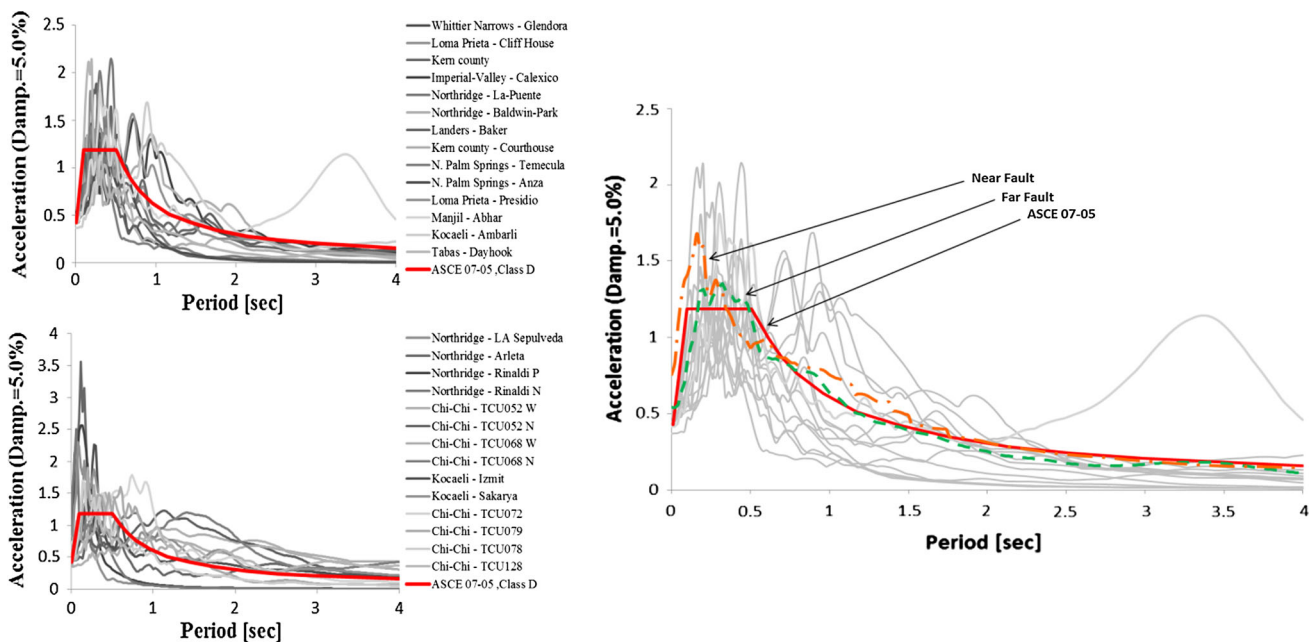 Acceleration (Damp.=5.0%)
2.5
2
1.5
1
0.5
0
0
1
2
3
4
Period [sec]
Whittier Narrows - Glendora
Loma Prieta - Cliff House
Kern county
Imperial-Valley - Calexico
Northridge - La-Puente
Northridge - Baldwin-Park
Landers - Baker
Kern county - Courthouse
N. Palm Springs - Temecula
N. Palm Springs - Anza
Loma Prieta - Presidio
Manjil - Abhar
Kocaeli - Ambarli
Tabas - Dayhook
ASCE 07-05 ,Class D
Acceleration (Damp.=5.0%)
4
3.5
3
2.5
2
1.5
1
0.5
0
0
1
2
3
4
Period [sec]
Northridge - LA Sepulveda
Northridge - Arleta
Northridge - Rinaldi P
Northridge - Rinaldi N
Chi-Chi - TCU052 W
Chi-Chi - TCU052 N
Chi-Chi - TCU068 W
Chi-Chi - TCU068 N
Kocaeli - Izmit
Kocaeli - Sakarya
Chi-Chi - TCU072
Chi-Chi - TCU079
Chi-Chi - TCU078
Chi-Chi - TCU128
ASCE 07-05 ,Class D
Acceleration (Damp.=5.0%)
2.5
2
1.5
1
0.5
0
0
0.5
1
1.5
2
2.5
3
3.5
4
Period [sec]
Near Fault
Far Fault
ASCE 07-05